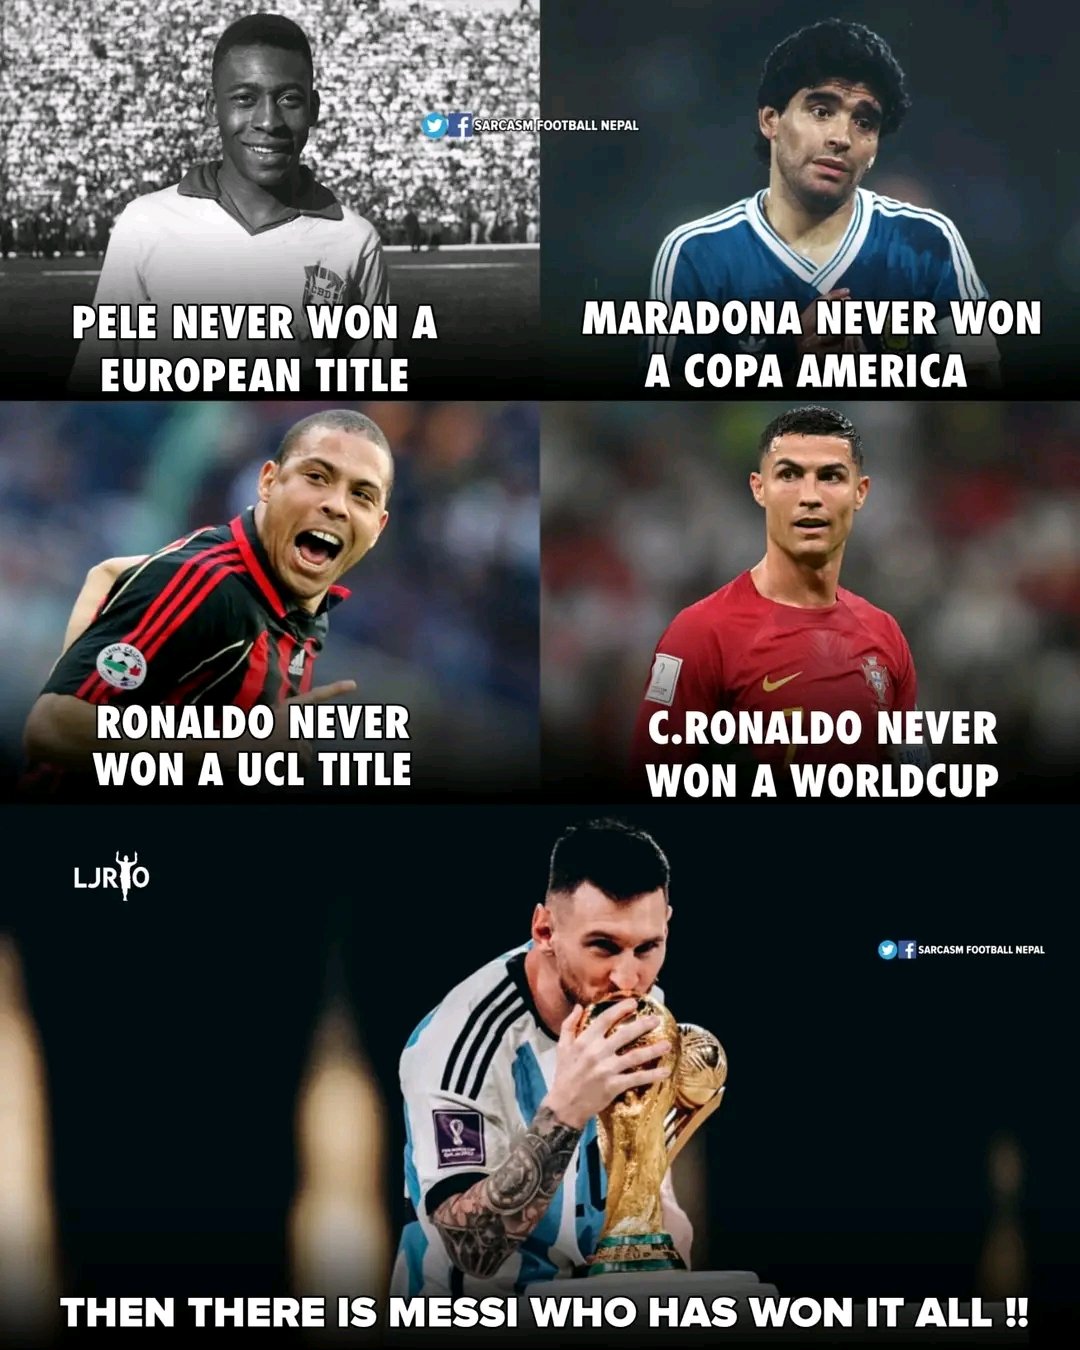 SARCASM FOOTBALL NEPAL
PELE NEVER WON A
EUROPEAN TITLE
MARADONA NEVER WON
A COPA AMERICA
RONALDO NEVER
WON A UCL TITLE
C.RONALDO NEVER
WON A WORLDCUP
LJR1O
SARCASM FOOTBALL NEPAL
THEN THERE IS MESSI WHO HAS WON IT ALL !!